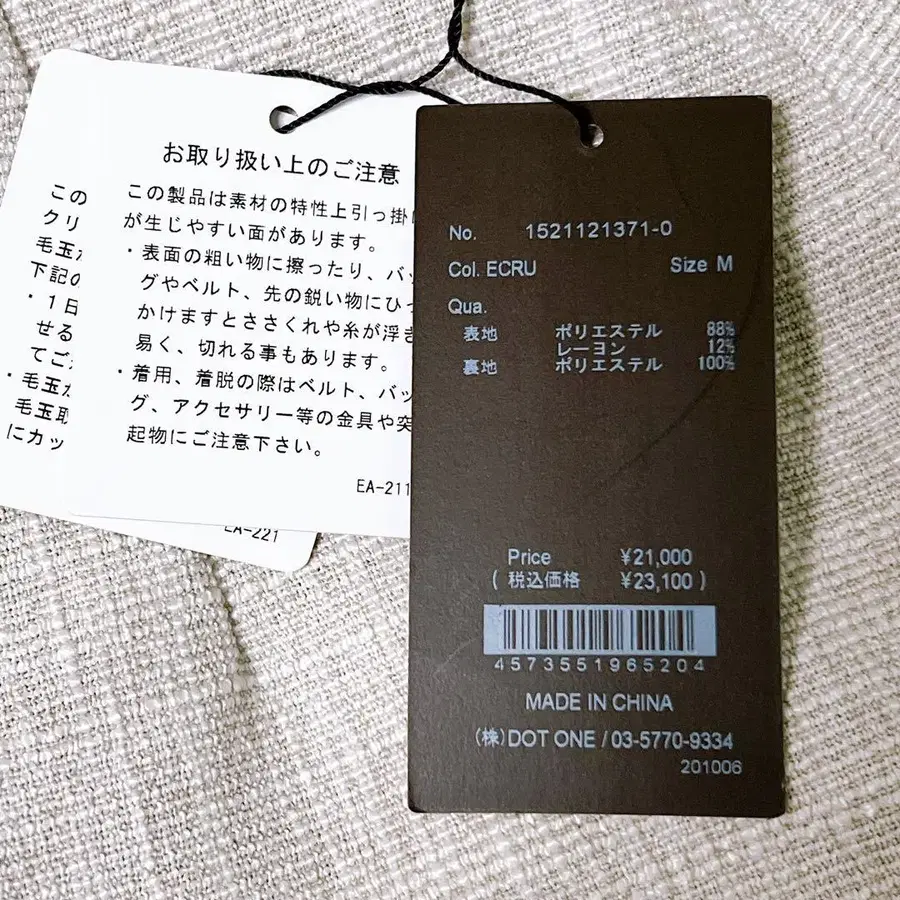 お取り扱い上のご注意
この製品は素材の特性上引っ掛け
が生じやすい面があります。
・表面の粗い物に擦ったり、バッ
グやベルト、先の鋭い物にひっ
かけますとささくれや糸が浮き
易く、切れる事もあります。
・着用、着脱の際はベルト、バッ
グ、アクセサリー等の金具や突
起物にご注意下さい。
EA-211
この
クリ
毛玉が
下記の
・1日
せる
てご
・毛玉が
毛玉取
にカッ
EA-221
No. 1521121371-0
Col. ECRU Size M
Qua.
表地 ポリエステル 88%
レーヨン 12%
裏地 ポリエステル 100%
Price ¥21,000
( 税込価格 ¥23,100 )
4573551965204
MADE IN CHINA
(株)DOT ONE / 03-5770-9334
201006